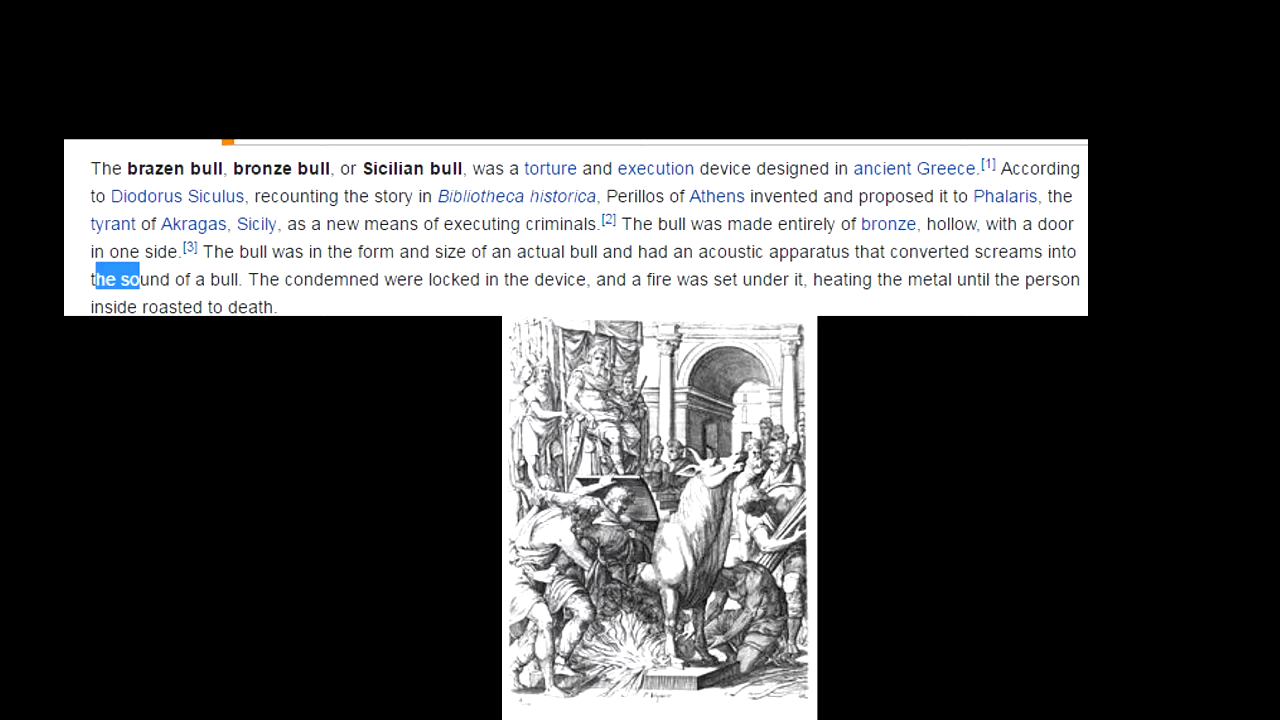 The brazen bull, bronze bull, or Sicilian bull, was a torture and execution device designed in ancient Greece.[1] According
to Diodorus Siculus, recounting the story in Bibliotheca historica, Perillos of Athens invented and proposed it to Phalaris, the
tyrant of Akragas, Sicily, as a new means of executing criminals.[2] The bull was made entirely of bronze, hollow, with a door
in one side.[3] The bull was in the form and size of an actual bull and had an acoustic apparatus that converted screams into
the sound of a bull. The condemned were locked in the device, and a fire was set under it, heating the metal until the person
inside roasted to death.